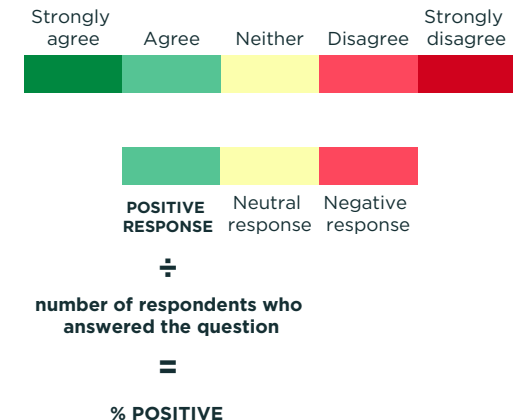 Strongly agree
Agree
Neither
Disagree
Strongly disagree
POSITIVE RESPONSE
Neutral response
Negative response
÷
number of respondents who
answered the question
=
% POSITIVE